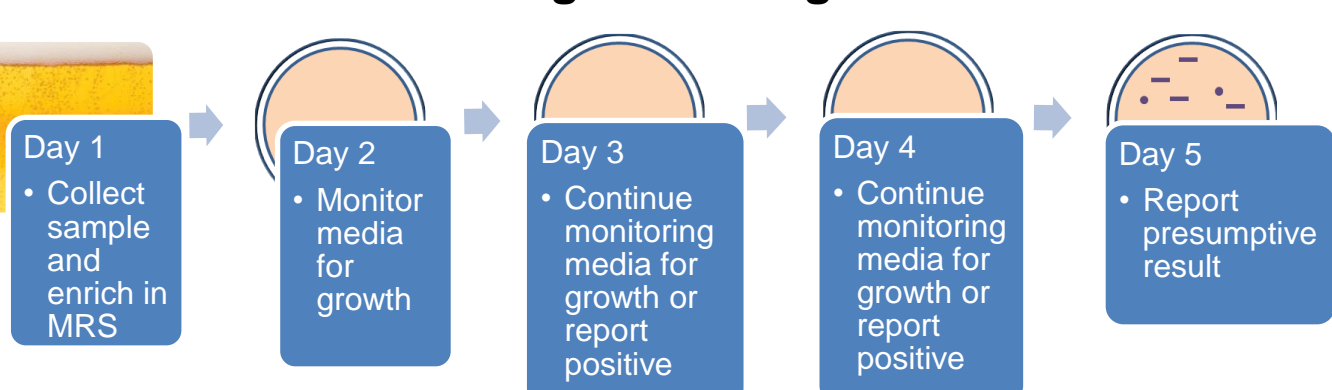 Day 1
• Collect
sample
and
enrich in
MRS
Day 2
• Monitor
media
for
growth
Day 3
• Continue
monitoring
media for
growth or
report
positive
Day 4
• Continue
monitoring
media for
growth or
report
positive
Day 5
• Report
presumptive
result